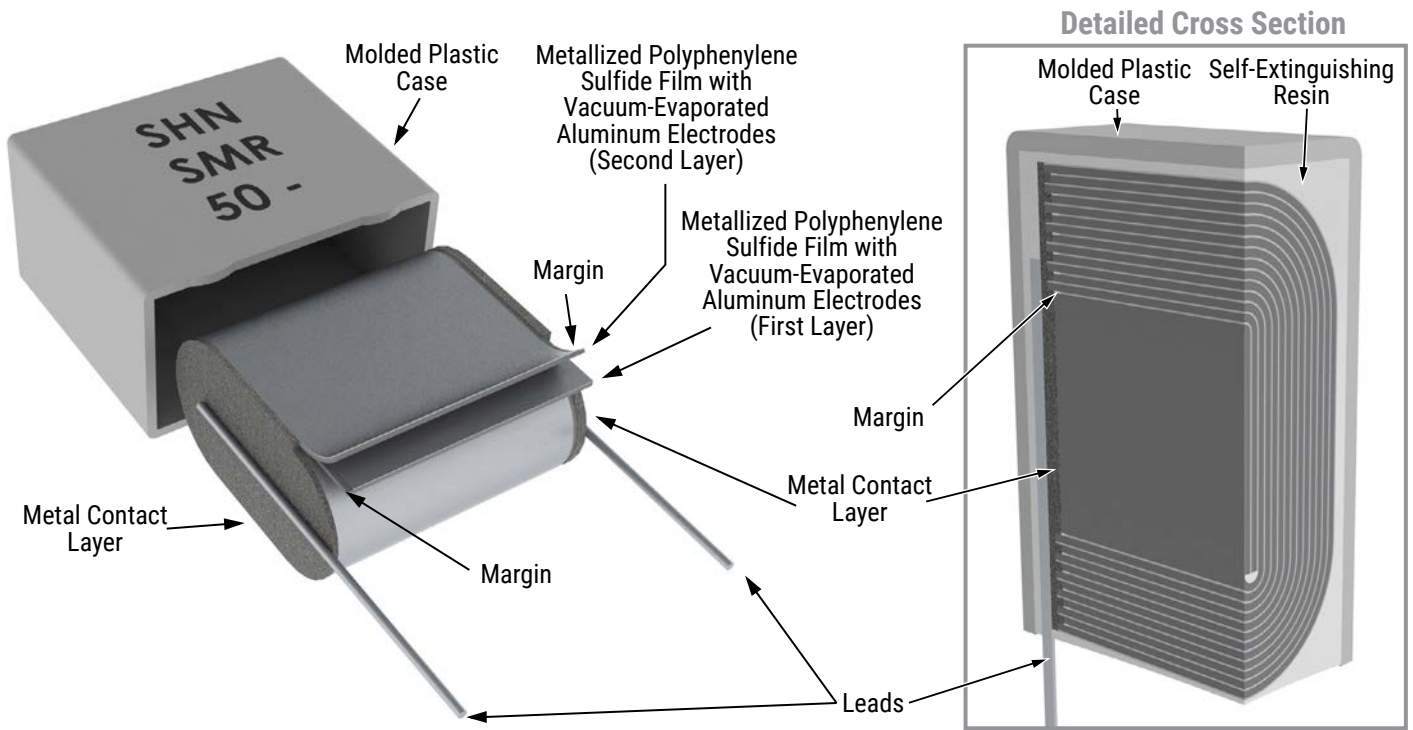 Detailed Cross Section
Molded Plastic
Case
Metallized Polyphenylene
Sulfide Film with
Vacuum-Evaporated
Aluminum Electrodes
(Second Layer)
Molded Plastic
Case
Self-Extinguishing
Resin
SHN
SMR
50 -
Metallized Polyphenylene
Sulfide Film with
Vacuum-Evaporated
Aluminum Electrodes
(First Layer)
Margin
Margin
Metal Contact
Layer
Metal Contact
Layer
Margin
Leads